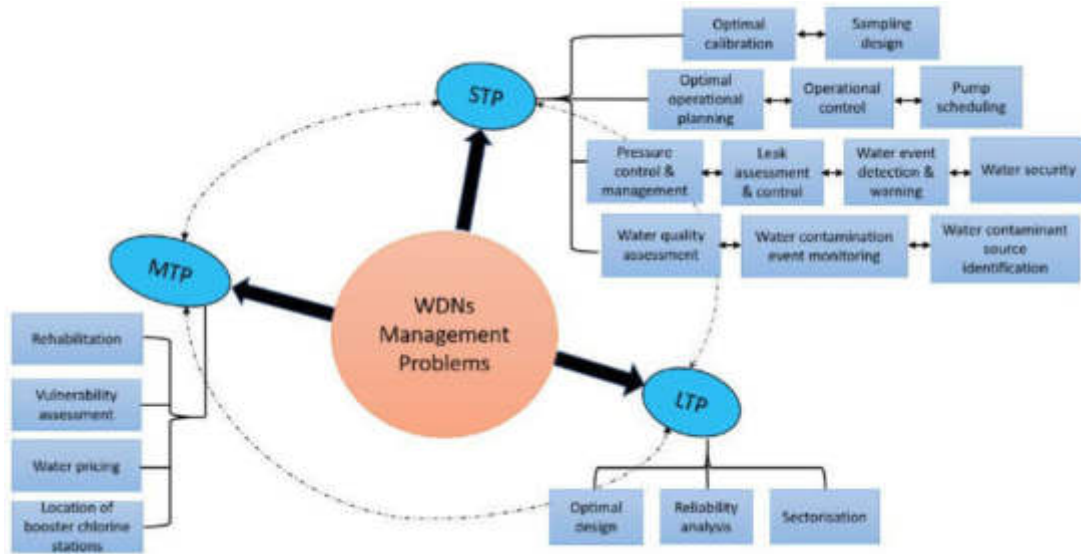 STP
Optimal
calibration
Sampling
design
Optimal
operational
planning
Operational
control
Pump
scheduling
Pressure
control &
management
Leak
assessment
& control
Water event
detection &
warning
Water security
Water quality
assessment
Water contamination
event monitoring
Water contaminant
source
identification
MTP
WDNs
Management
Problems
Rehabilitation
Vulnerability
assessment
Water pricing
Location of
booster chlorine
stations
LTP
Optimal
design
Reliability
analysis
Sectorisation